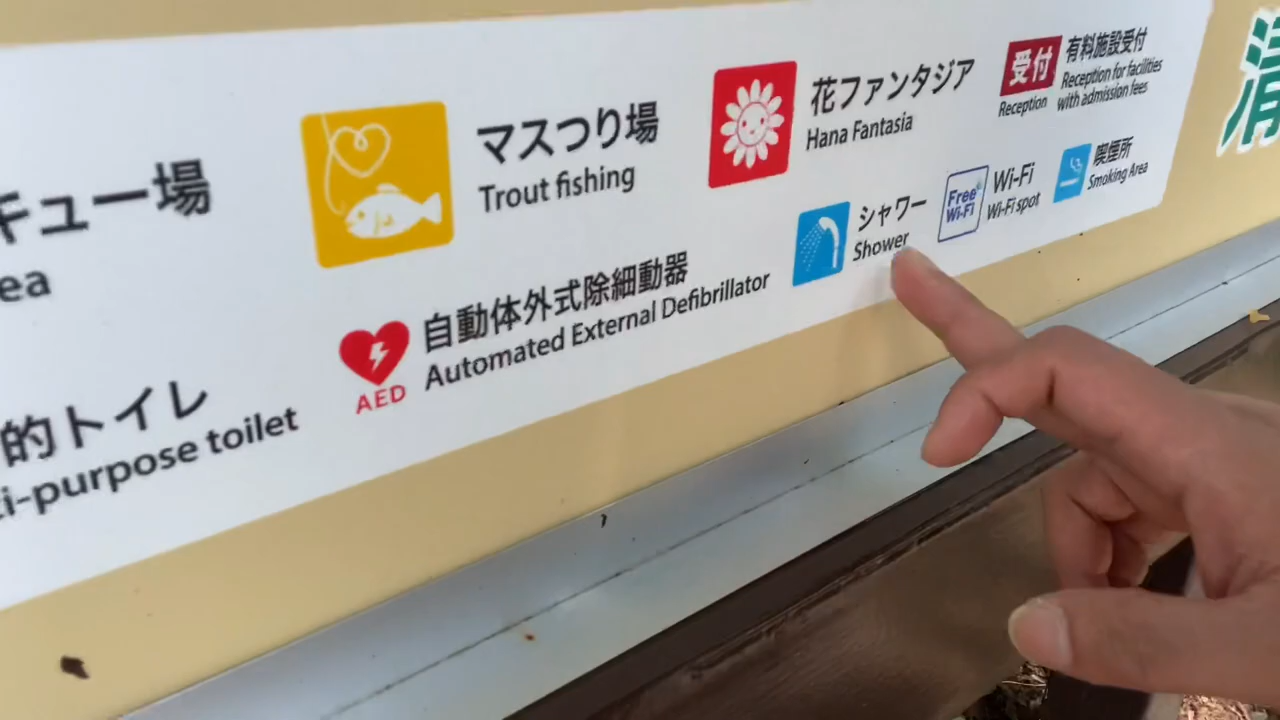 キュー場
ea
マスつり場
Trout fishing
花ファンタジア
Hana Fantasia
受付
Reception
有料施設受付
Reception for facilities
with admission fees
的トイレ
ti-purpose toilet
AED
自動体外式除細動器
Automated External Defibrillator
シャワー
Shower
Free
Wi-Fi
Wi-Fi
Wi-Fi spot
喫煙所
Smoking Area
清